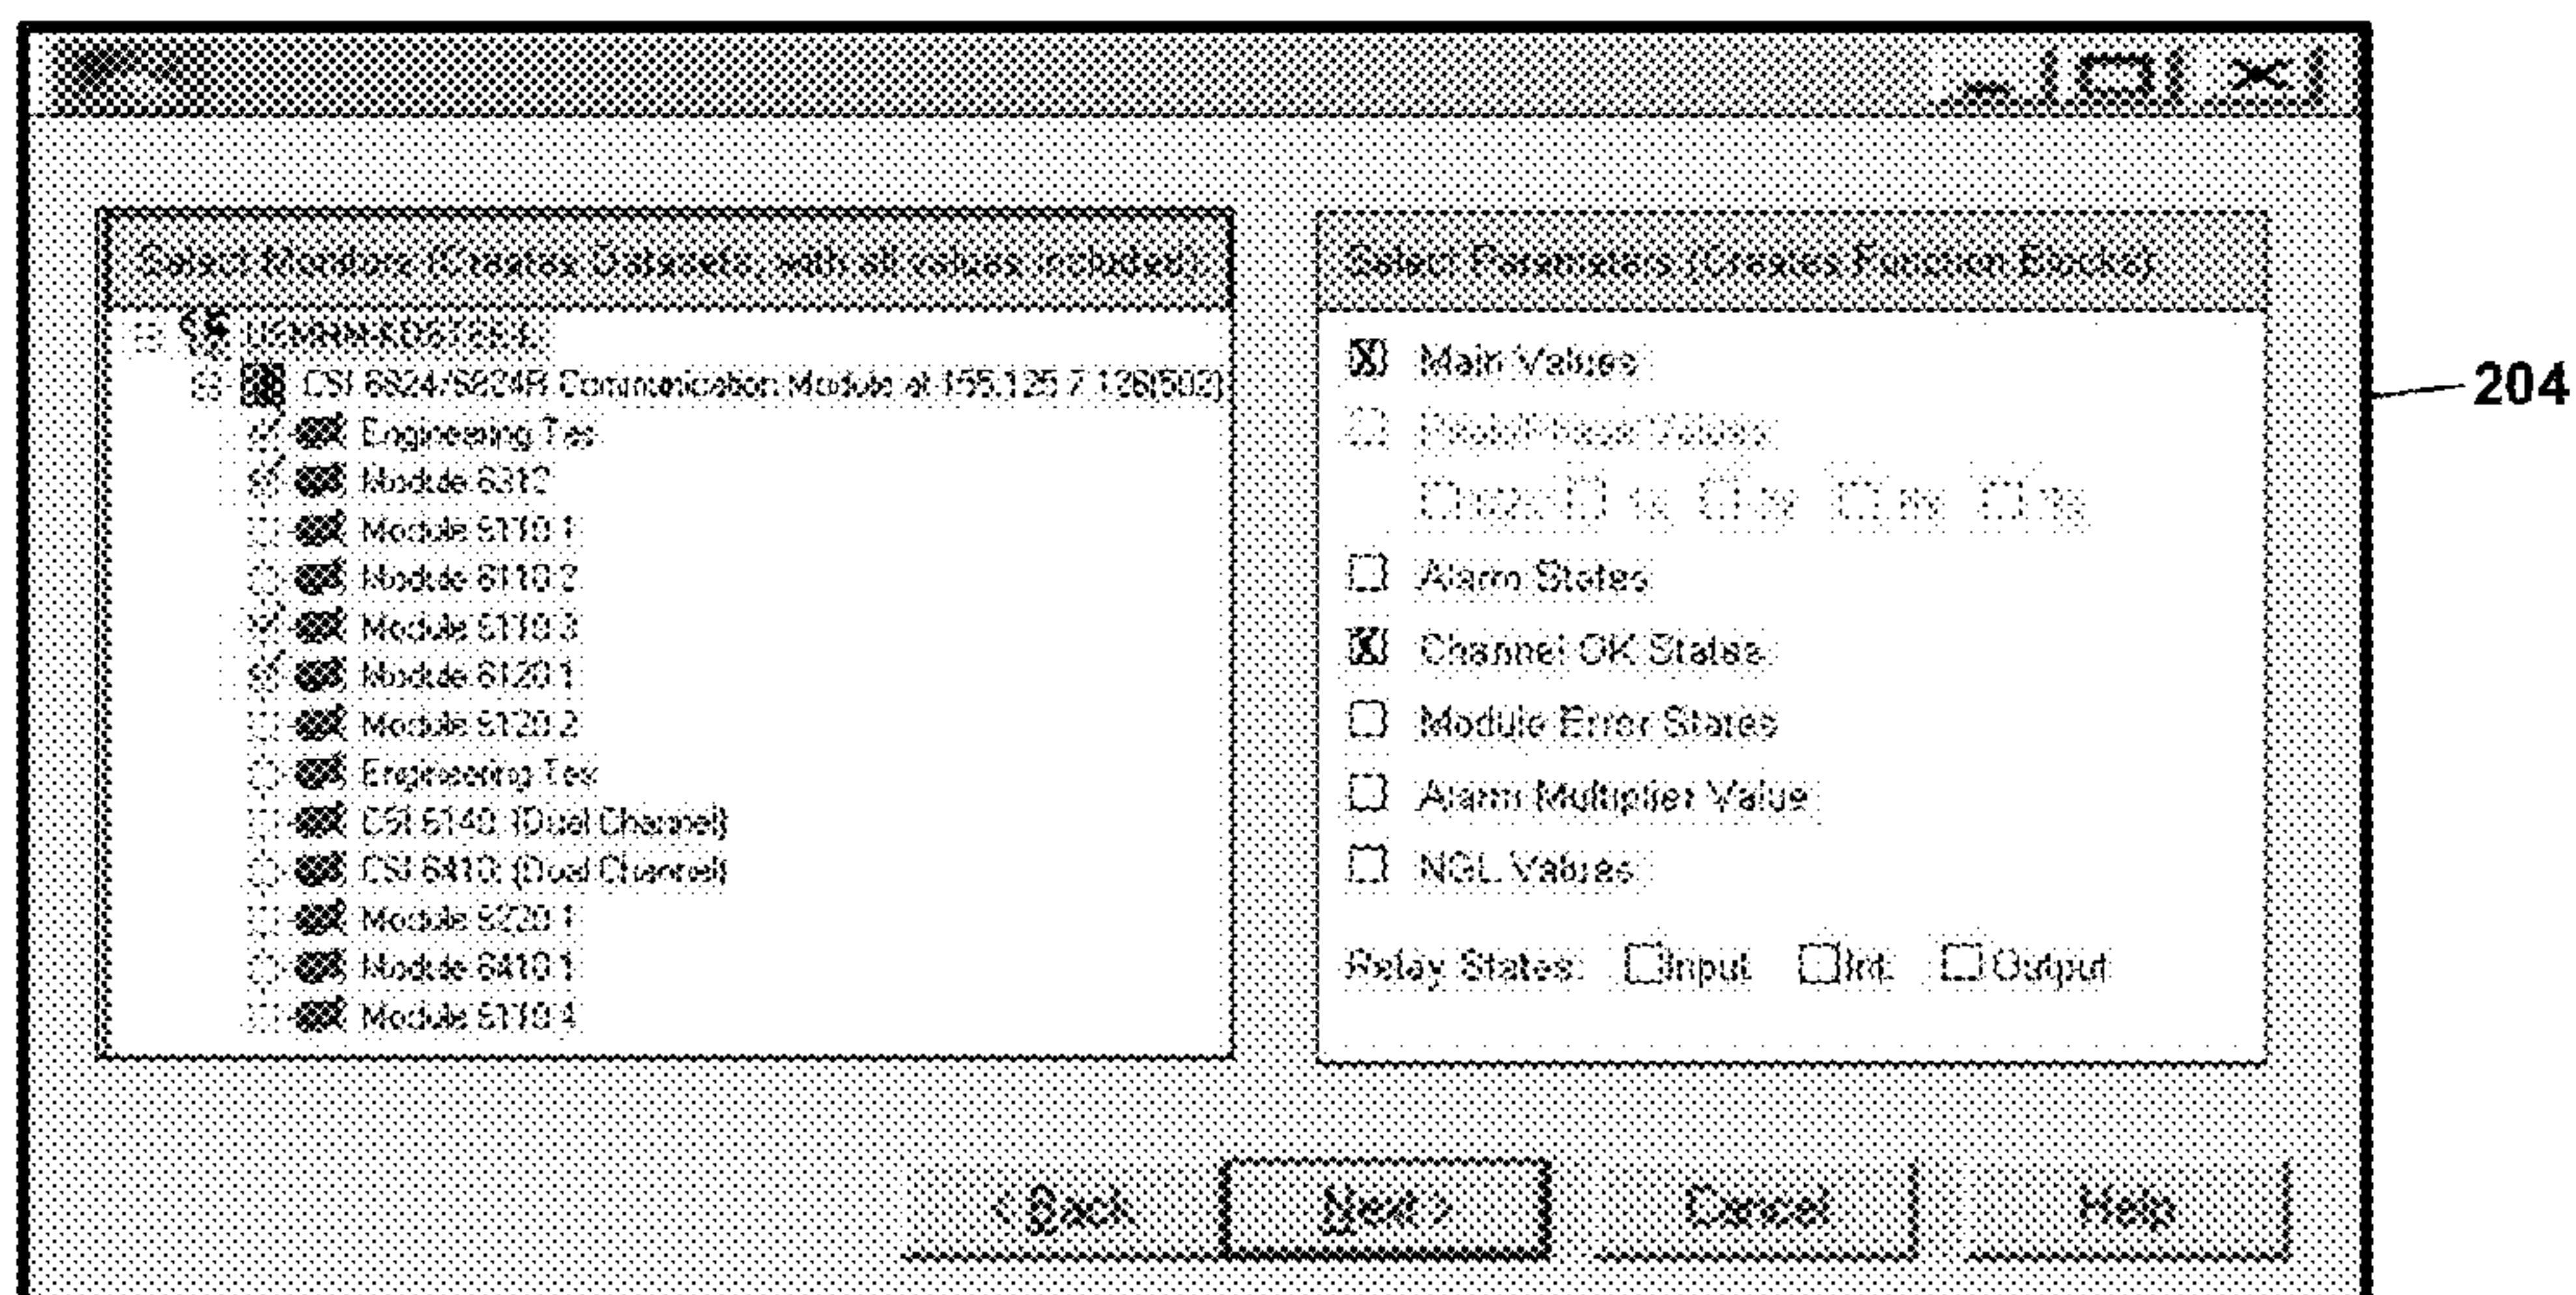 Select Monitors (Creates Datasets, with all values included)
CSI 6824/6824R Communication Module at 155.125.7.128(502)
Engineering Tes
Module 6312
Module 6110 1
Module 6110 2
Module 6110 3
Module 6120 1
Module 6120 2
Engineering Tes
CSI 6140, (Dual Channel)
CSI 6410, (Dual Channel)
Module 6220 1
Module 6410 1
Module 6110 4
Select Parameters (Creates Function Blocks)
Main Values
Values
Alarm States
Channel OK States
Module Error States
Alarm Multiplier Value
NGL Values
Relay States: Input Int. Output
204
< Back Next > Cancel Help